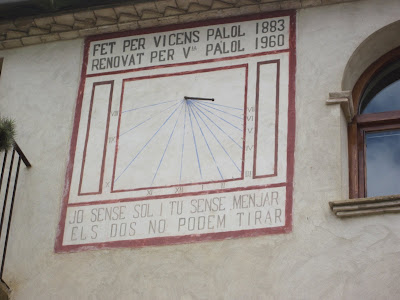 FET PER VICENS PALOL 1883
RENOVAT PER Vᴺ PALOL 1960
JO SENSE SOL I TU SENSE MENJAR
ELS DOS NO PODEM TIRAR